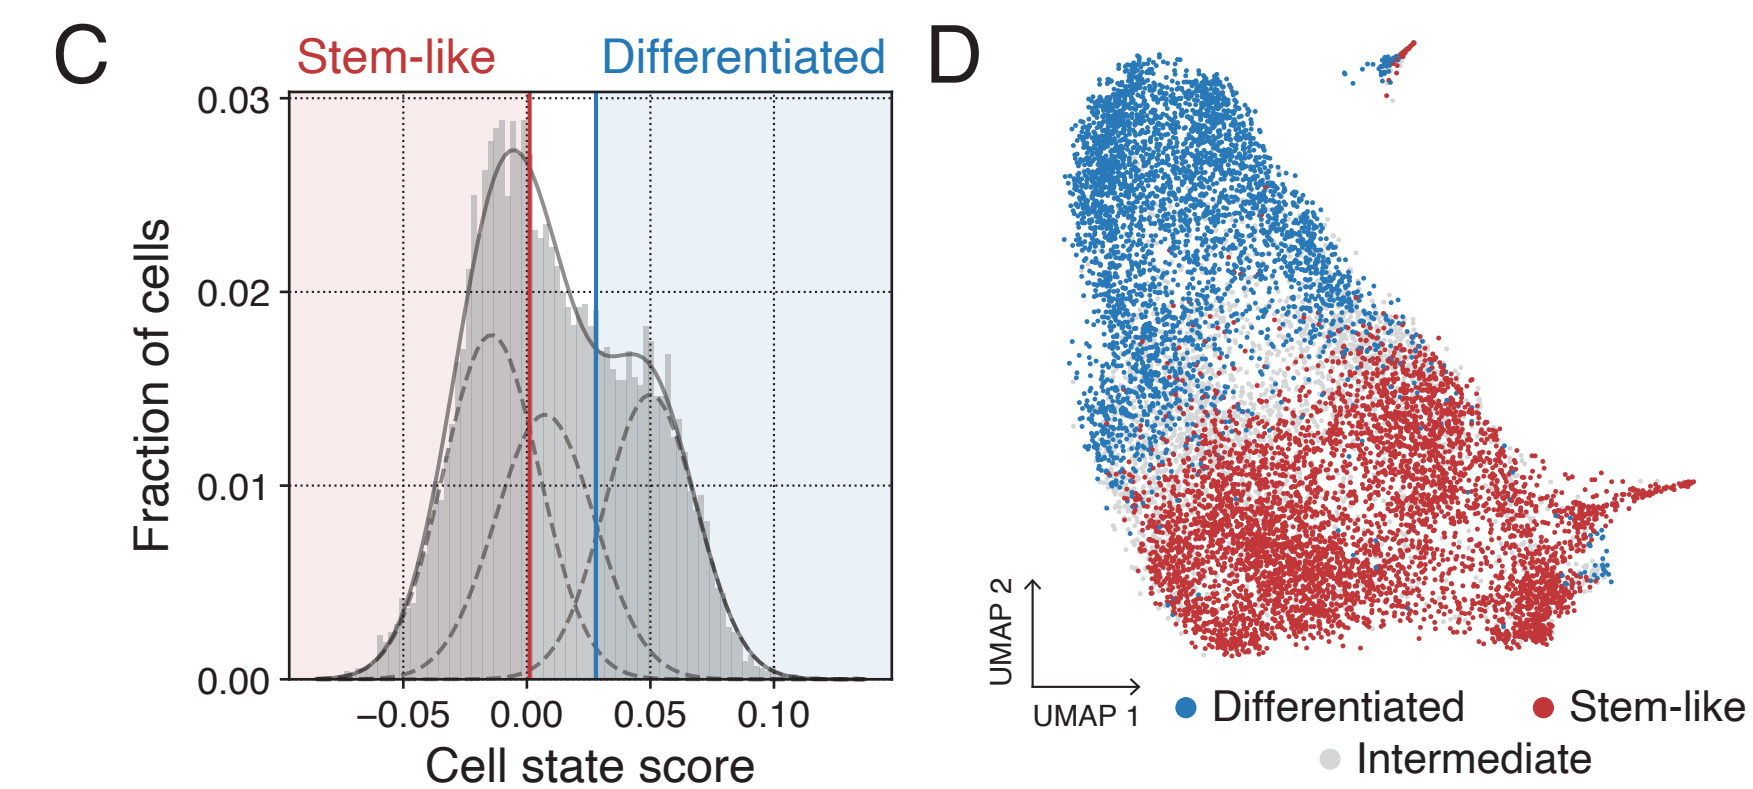 C
Stem-like
Differentiated
0.03
0.02
0.01
0.00
Fraction of cells
−0.05
0.00
0.05
0.10
Cell state score
D
UMAP 2
UMAP 1
Differentiated
Stem-like
Intermediate